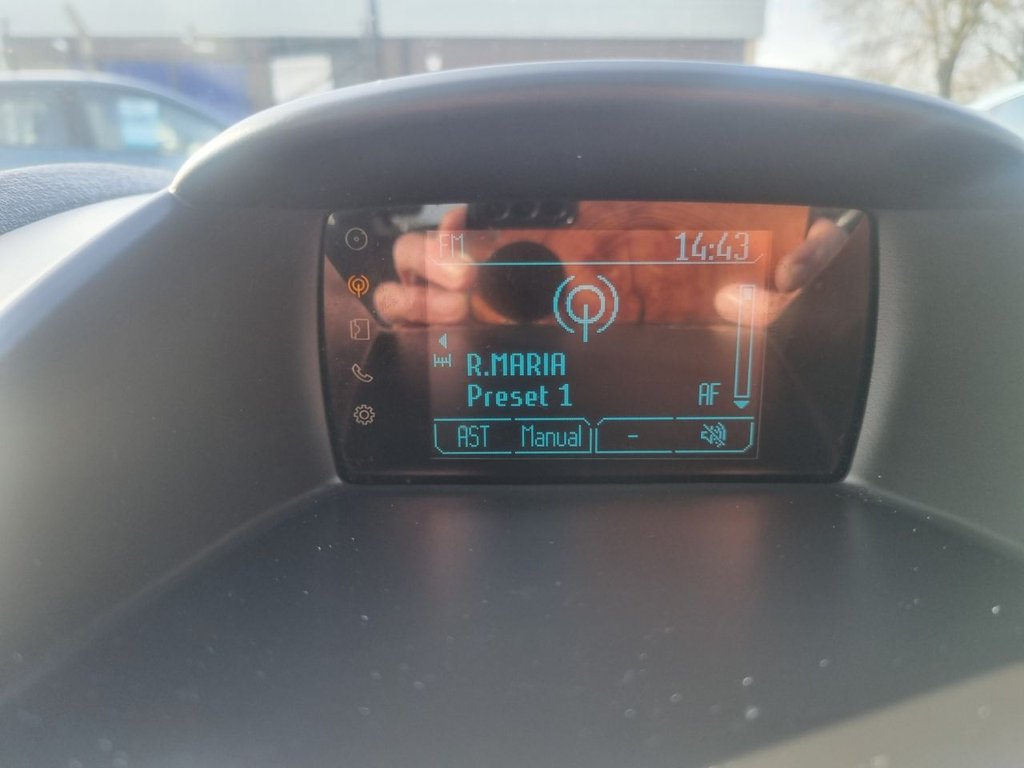 FM 14:43
R.MARIA
Preset 1 AF
AST Manual -